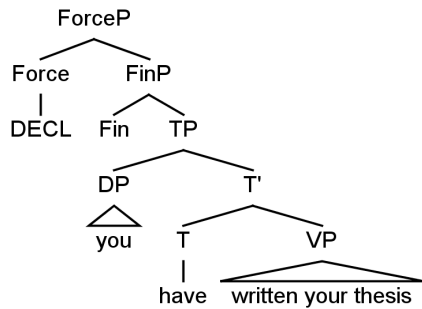 ForceP
Force FinP
DECL Fin TP
DP T'
you T VP
have written your thesis